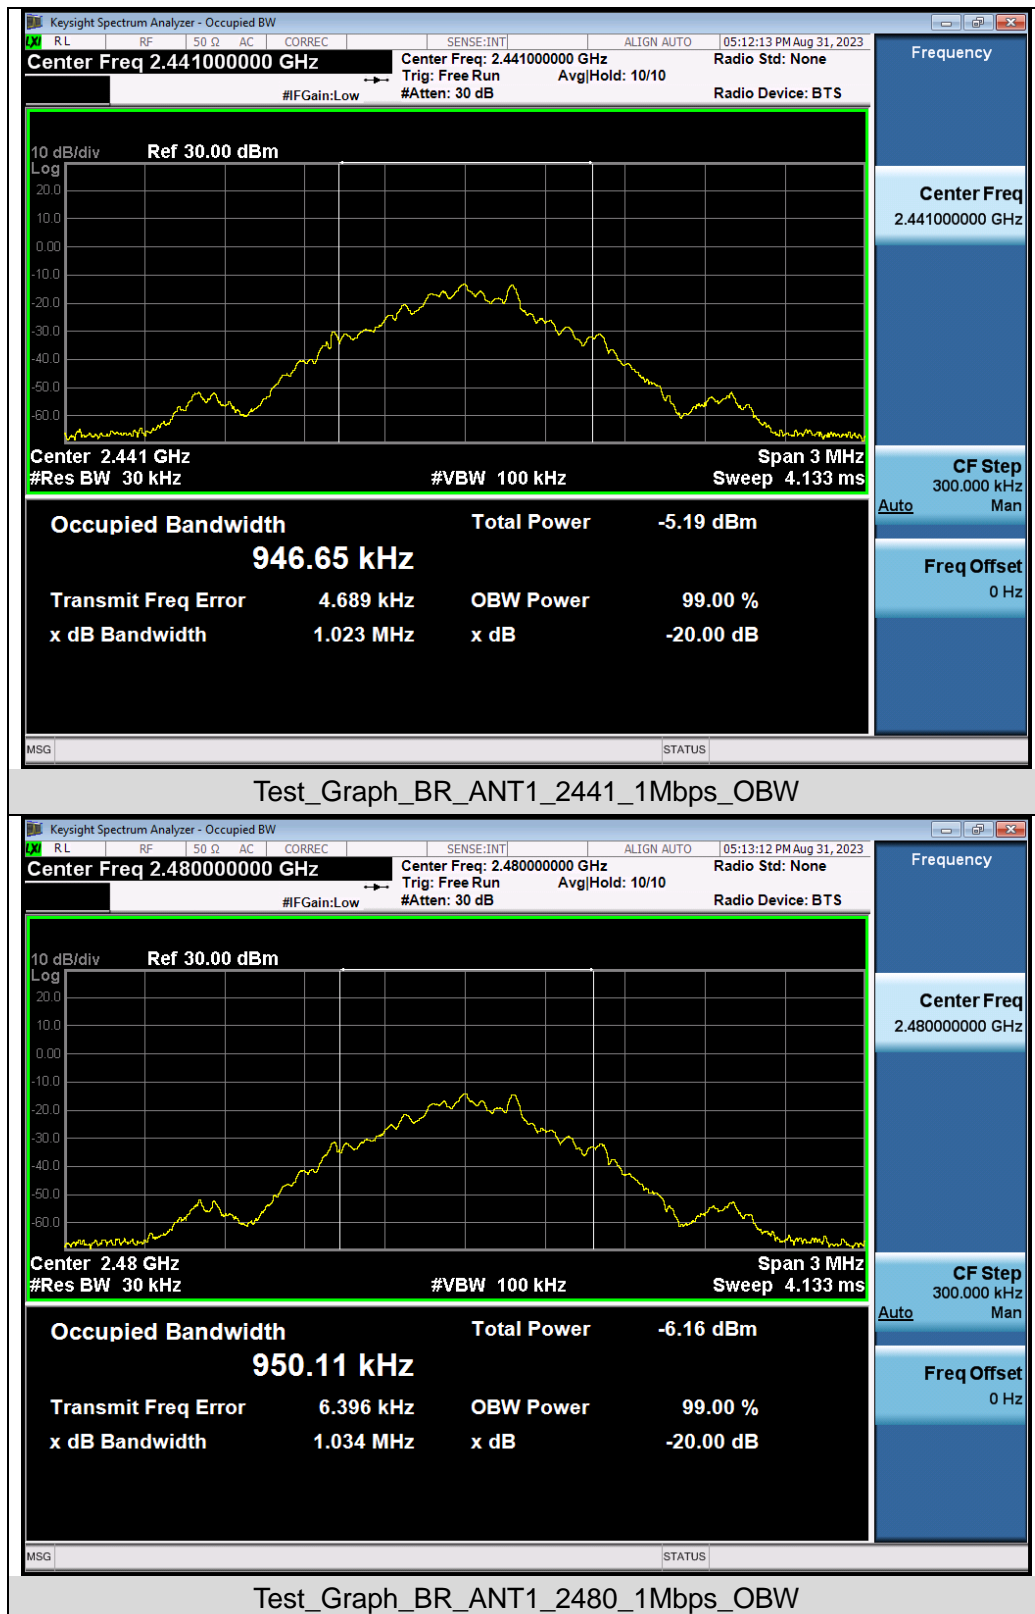 Keysight Spectrum Analyzer - Occupied BW
LXI RL RF 50 Ω AC CORREC SENSE:INT ALIGN AUTO 05:12:13 PM Aug 31, 2023
Center Freq 2.441000000 GHz
Center Freq: 2.441000000 GHz
Radio Std: None
Trig: Free Run Avg|Hold: 10/10
#IFGain:Low
#Atten: 30 dB
Radio Device: BTS
Frequency
10 dB/div Ref 30.00 dBm
Log
20.0
10.0
0.00
-10.0
-20.0
-30.0
-40.0
-50.0
-60.0
Center 2.441 GHz Span 3 MHz
#Res BW 30 kHz #VBW 100 kHz Sweep 4.133 ms
Center Freq
2.441000000 GHz
CF Step
300.000 kHz
Auto Man
Freq Offset
0 Hz
Occupied Bandwidth Total Power -5.19 dBm
946.65 kHz
Transmit Freq Error 4.689 kHz OBW Power 99.00 %
x dB Bandwidth 1.023 MHz x dB -20.00 dB
MSG STATUS
Test_Graph_BR_ANT1_2441_1Mbps_OBW
Keysight Spectrum Analyzer - Occupied BW
LXI RL RF 50 Ω AC CORREC SENSE:INT ALIGN AUTO 05:13:12 PM Aug 31, 2023
Center Freq 2.480000000 GHz
Center Freq: 2.480000000 GHz
Radio Std: None
Trig: Free Run Avg|Hold: 10/10
#IFGain:Low
#Atten: 30 dB
Radio Device: BTS
Frequency
10 dB/div Ref 30.00 dBm
Log
20.0
10.0
0.00
-10.0
-20.0
-30.0
-40.0
-50.0
-60.0
Center 2.48 GHz Span 3 MHz
#Res BW 30 kHz #VBW 100 kHz Sweep 4.133 ms
Center Freq
2.480000000 GHz
CF Step
300.000 kHz
Auto Man
Freq Offset
0 Hz
Occupied Bandwidth Total Power -6.16 dBm
950.11 kHz
Transmit Freq Error 6.396 kHz OBW Power 99.00 %
x dB Bandwidth 1.034 MHz x dB -20.00 dB
MSG STATUS
Test_Graph_BR_ANT1_2480_1Mbps_OBW